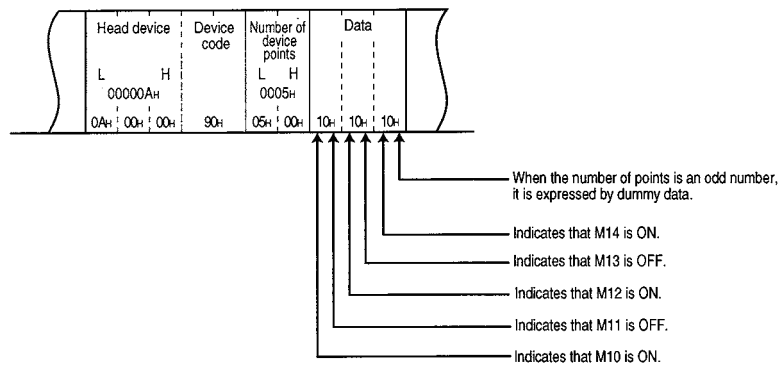 Head device Device code Number of device points Data
L H L H
00000AH 0005H
0AH 00H 00H 90H 05H 00H 10H 10H 10H
When the number of points is an odd number,
it is expressed by dummy data.
Indicates that M14 is ON.
Indicates that M13 is OFF.
Indicates that M12 is ON.
Indicates that M11 is OFF.
Indicates that M10 is ON.